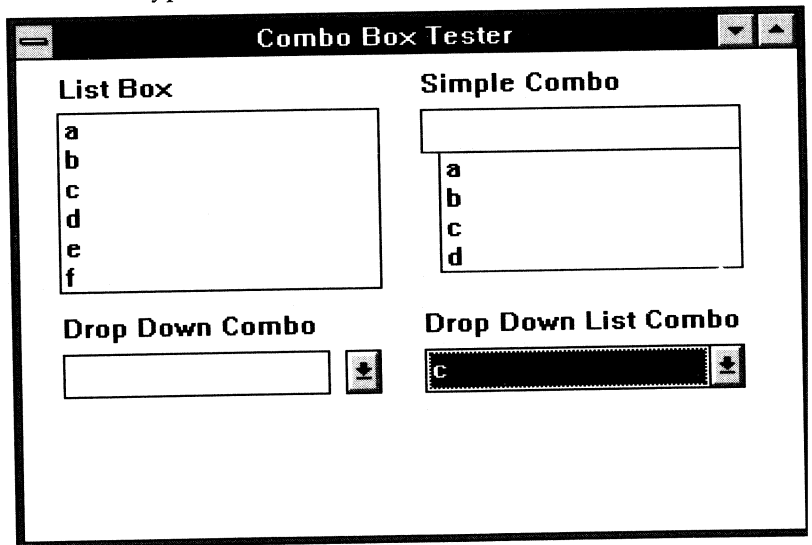 Combo Box Tester
List Box
a
b
c
d
e
f
Simple Combo
a
b
c
d
Drop Down Combo
Drop Down List Combo
c